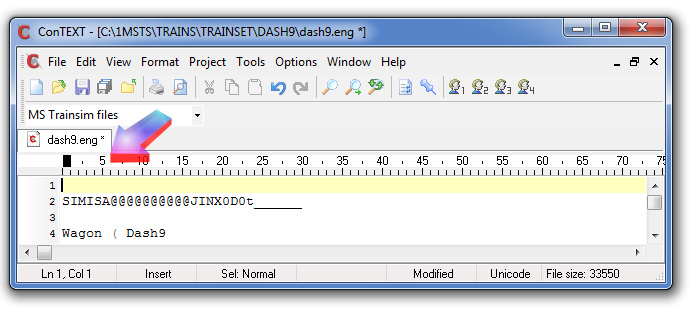 ConTEXT - [C:\1MSTS\TRAINS\TRAINSET\DASH9\dash9.eng *]
File Edit View Format Project Tools Options Window Help
1 2 3 4
MS Trainsim files
dash9.eng *
5 10 15 20 25 30 35 40 45 50 55 60 65 70 75
1
2 SIMISA@@@@@@@@@@JINX0D0t______
3
4 Wagon ( Dash9
Ln 1, Col 1 Insert Sel: Normal Modified Unicode File size: 33550